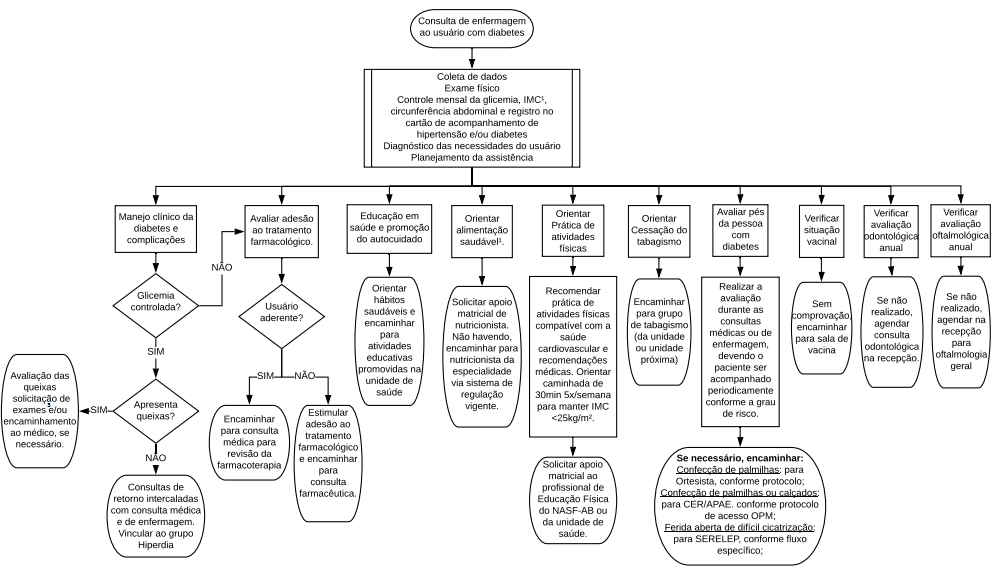 Consulta de enfermagem
ao usuário com diabetes
Coleta de dados
Exame físico
Controle mensal da glicemia, IMC¹,
circunferência abdominal e registro no
cartão de acompanhamento de
hipertensão e/ou diabetes
Diagnóstico das necessidades do usuário
Planejamento da assistência
Manejo clínico da
diabetes e
complicações
Avaliar adesão
ao tratamento
farmacológico.
Educação em
saúde e promoção
do autocuidado
Orientar
alimentação
saudável¹.
Orientar
Prática de
atividades
físicas
Orientar
Cessação do
tabagismo
Avaliar pés
da pessoa
com
diabetes
Verificar
situação
vacinal
Verificar
avaliação
odontológica
anual
Verificar
avaliação
oftalmológica
anual
NÃO
Glicemia
controlada?
SIM
Apresenta
queixas?
SIM
Avaliação das
queixas
solicitação de
exames e/ou
encaminhamento
ao médico, se
necessário.
NÃO
Consultas de
retorno intercaladas
com consulta médica
e de enfermagem.
Vincular ao grupo
Hiperdia
Usuário
aderente?
SIM
NÃO
Encaminhar
para consulta
médica para
revisão da
farmacoterapia
Estimular
adesão ao
tratamento
farmacológico
e encaminhar
para
consulta
farmacêutica.
Orientar
hábitos
saudáveis e
encaminhar
para
atividades
educativas
promovidas na
unidade de
saúde
Solicitar apoio
matricial de
nutricionista.
Não havendo,
encaminhar para
nutricionista da
especialidade
via sistema de
regulação
vigente.
Recomendar
prática de
atividades físicas
compatível com a
saúde
cardiovascular e
recomendações
médicas. Orientar
caminhada de
30min 5x/semana
para manter IMC
<25kg/m².
Solicitar apoio
matricial ao
profissional de
Educação Física
do NASF-AB ou
da unidade de
saúde.
Encaminhar
para grupo
de tabagismo
(da unidade
ou unidade
próxima)
Realizar a
avaliação
durante as
consultas
médicas ou de
enfermagem,
devendo o
paciente ser
acompanhado
periodicamente
conforme a grau
de risco.
Se necessário, encaminhar:
Confecção de palmilhas: para
Ortesista, conforme protocolo;
Confecção de palmilhas ou calçados:
para CER/APAE. conforme protocolo
de acesso OPM;
Ferida aberta de difícil cicatrização:
para SERELEP, conforme fluxo
específico;
Sem
comprovação,
encaminhar
para sala de
vacina
Se não
realizado,
agendar
consulta
odontológica
na recepção.
Se não
realizado,
agendar na
recepção
para
oftalmologia
geral